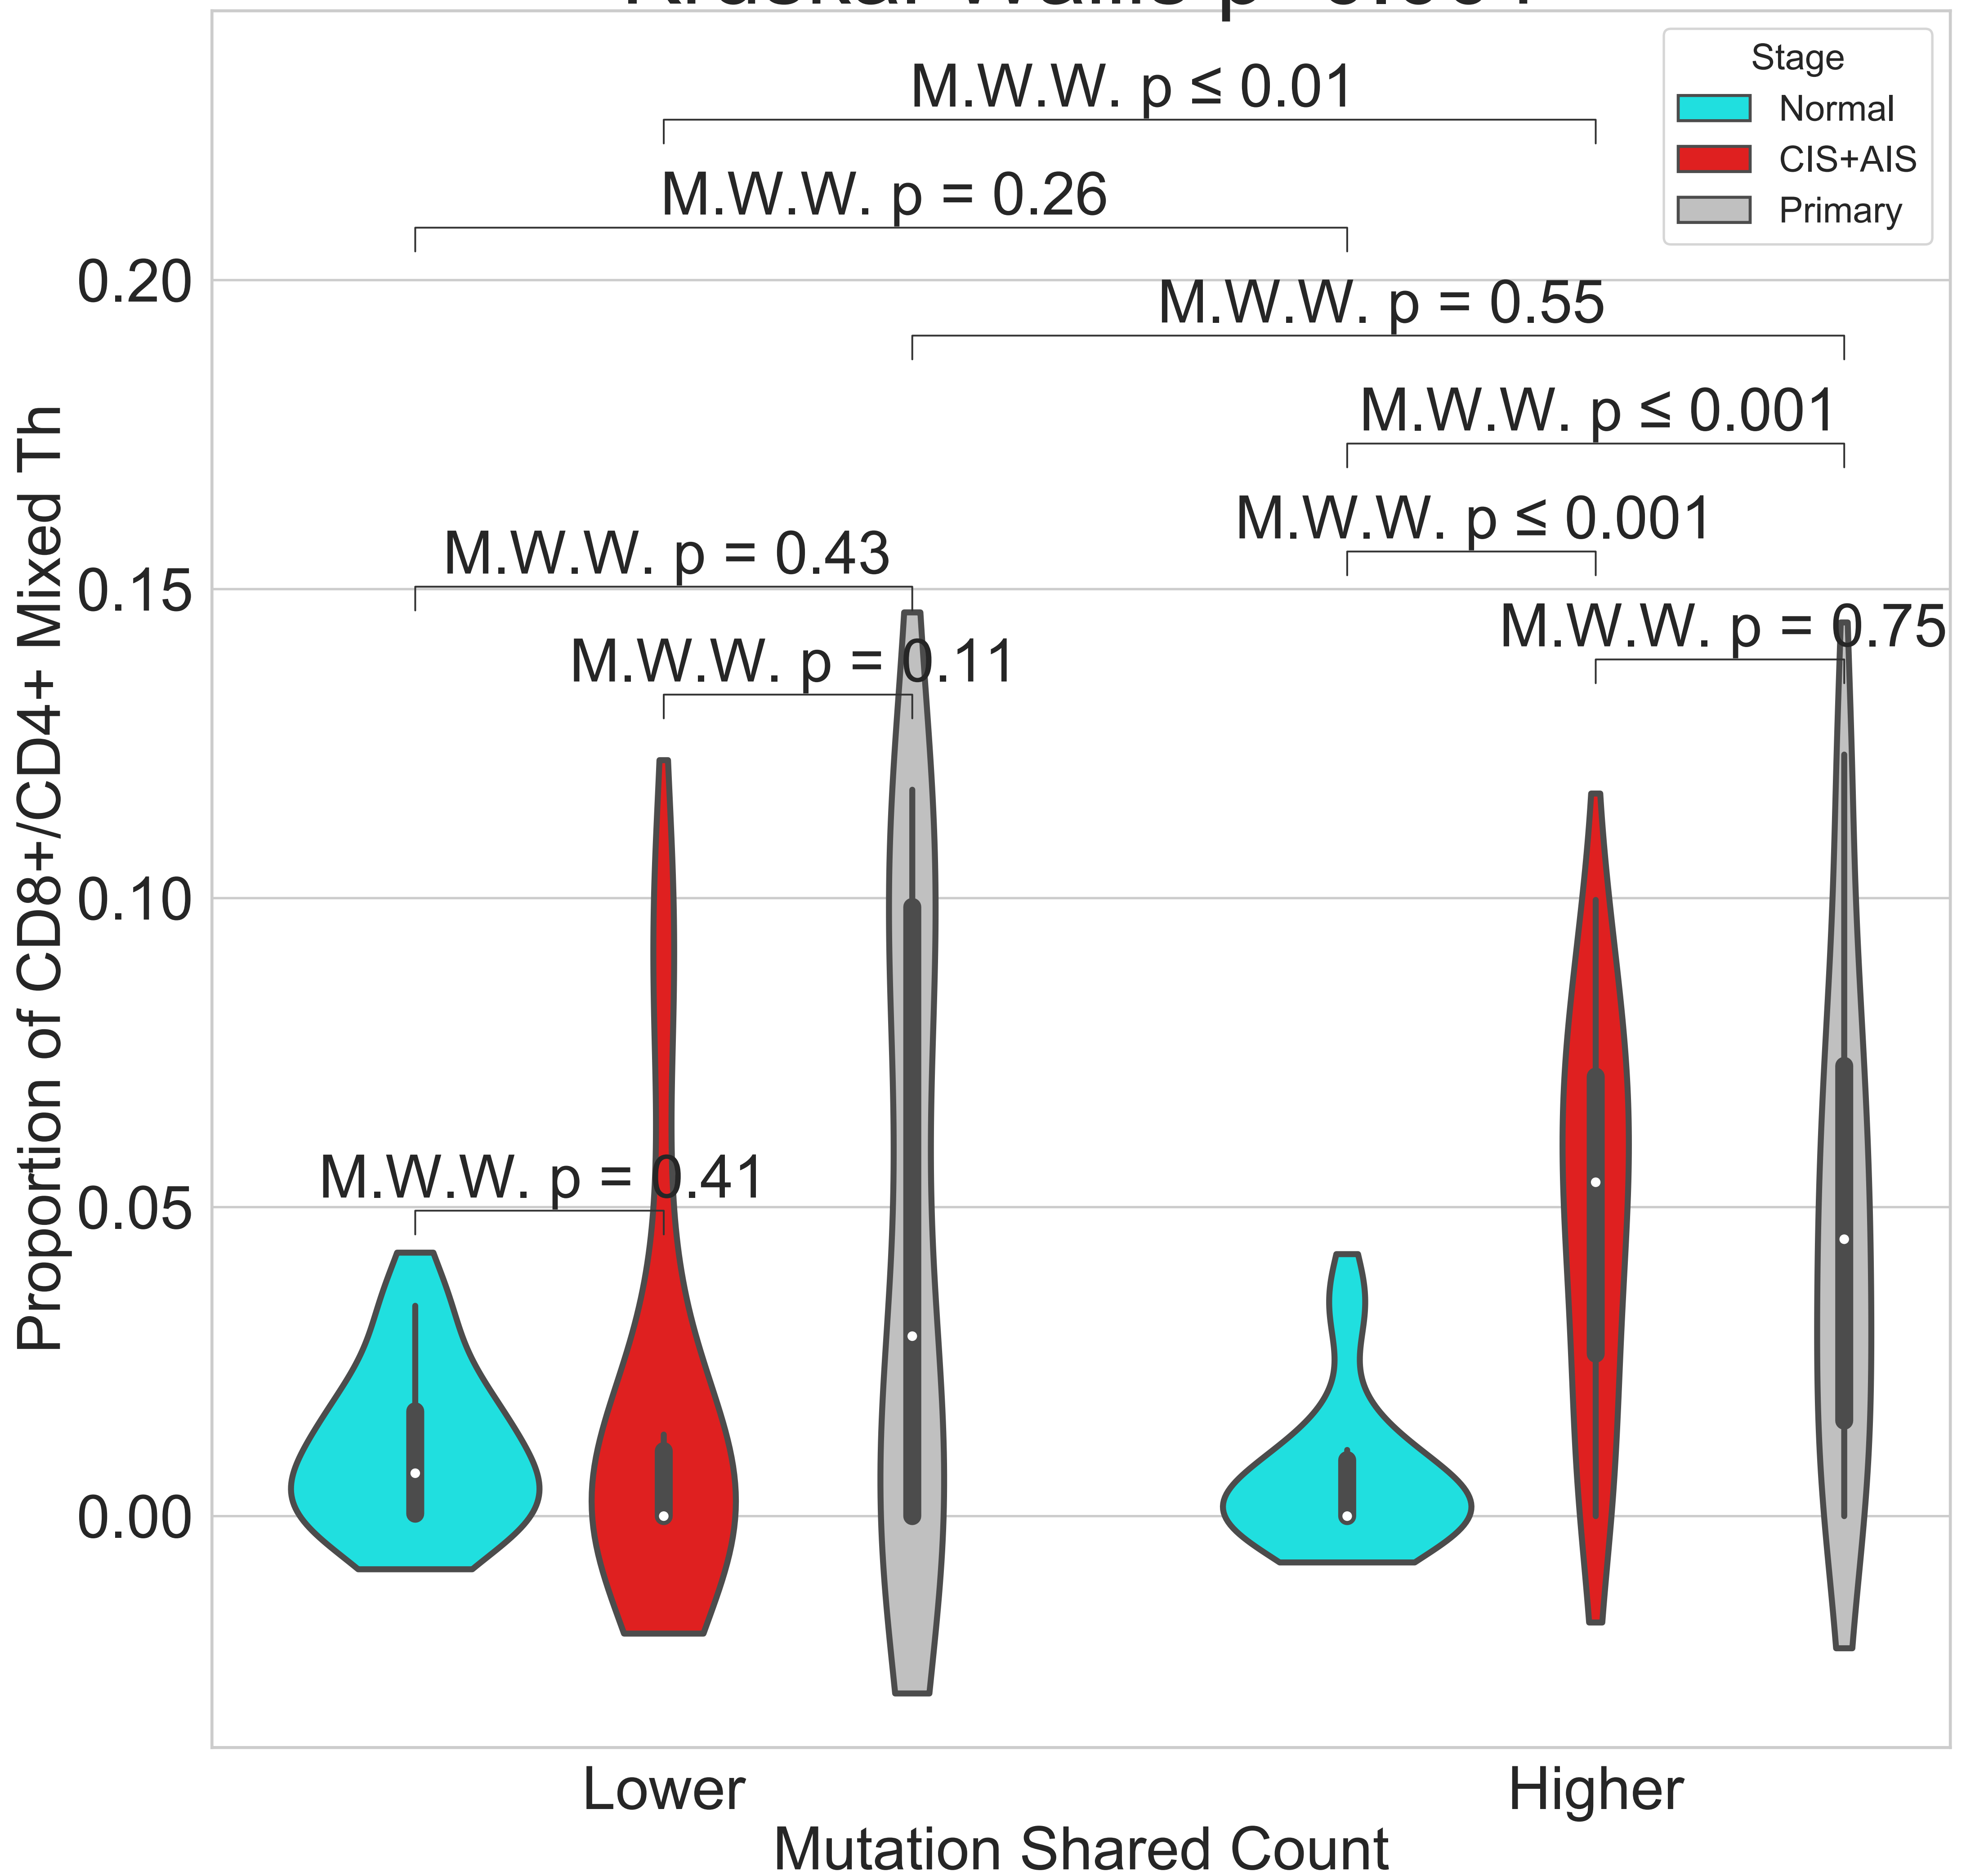 M.W.W. p ≤ 0.01
M.W.W. p = 0.26
M.W.W. p = 0.55
M.W.W. p ≤ 0.001
M.W.W. p ≤ 0.001
M.W.W. p = 0.43
M.W.W. p = 0.75
M.W.W. p = 0.11
M.W.W. p = 0.41
Stage
Normal
CIS+AIS
Primary
Proportion of CD8+/CD4+ Mixed Th
0.20
0.15
0.10
0.05
0.00
Lower
Higher
Mutation Shared Count